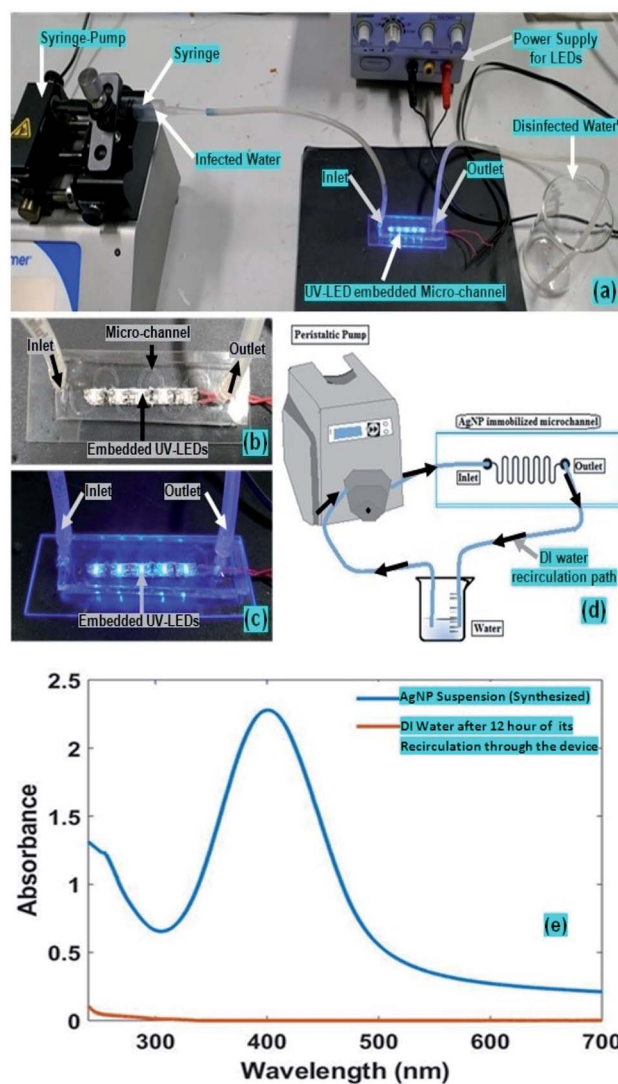 Syringe-Pump
Syringe
Infected Water
Power Supply
for LEDs
Disinfected Water
Inlet
Outlet
UV-LED embedded Micro-channel
(a)
Micro-channel
Inlet
Outlet
Embedded UV-LEDs
(b)
Inlet
Outlet
Embedded UV-LEDs
(c)
Peristaltic Pump
AgNP immobilized microchannel
Inlet
Outlet
DI water
recirculation path
Water
(d)
2.5
2
1.5
1
0.5
0
Absorbance
AgNP Suspension (Synthesized)
DI Water after 12 hour of its
Recirculation through the device
(e)
300
400
500
600
700
Wavelength (nm)